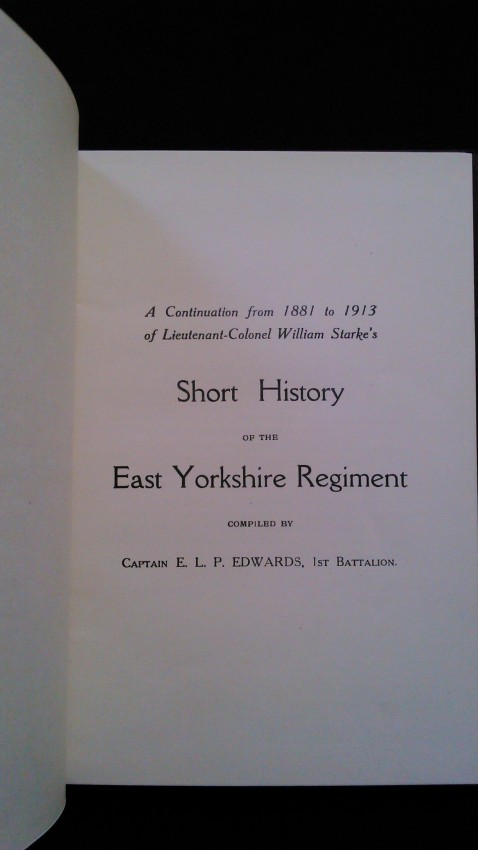 A Continuation from 1881 to 1913
of Lieutenant-Colonel William Starke's
Short History
OF THE
East Yorkshire Regiment
COMPILED BY
CAPTAIN E. L. P. EDWARDS, 1ST BATTALION.